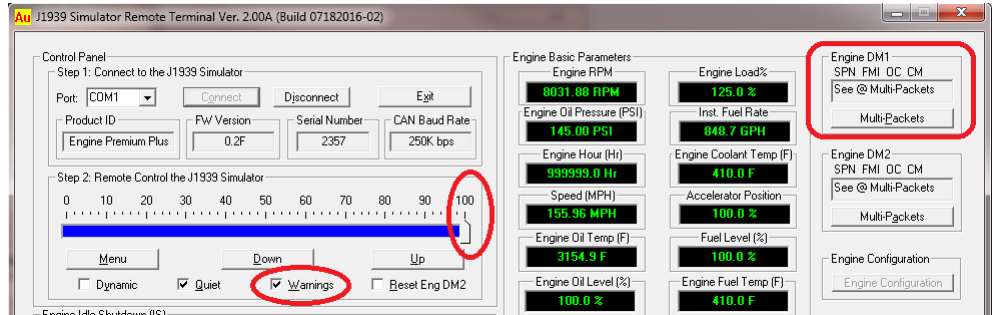 Au J1939 Simulator Remote Terminal Ver. 2.00A (Build 07182016-02)
Control Panel
Step 1: Connect to the J1939 Simulator
Port: COM1 Connect Disconnect Exit
Product ID FW Version Serial Number CAN Baud Rate
Engine Premium Plus 0.2F 2357 250K bps
Step 2: Remote Control the J1939 Simulator
0 10 20 30 40 50 60 70 80 90 100
Menu Down Up
Dynamic Quiet Warnings Reset Eng DM2
Engine Idle Shutdown (IS)
Engine Basic Parameters
Engine RPM Engine Load%
8031.88 RPM 125.0 %
Engine Oil Pressure (PSI) Inst. Fuel Rate
145.00 PSI 848.7 GPH
Engine Hour (Hr) Engine Coolant Temp (F)
999999.0 Hr 410.0 F
Speed (MPH) Accelerator Position
155.96 MPH 100.0 %
Engine Oil Temp (F) Fuel Level (%)
3154.9 F 100.0 %
Engine Oil Level (%) Engine Fuel Temp (F)
100.0 % 410.0 F
Engine DM1
SPN FMI OC CM
See @ Multi-Packets
Multi-Packets
Engine DM2
SPN FMI OC CM
See @ Multi-Packets
Multi-Packets
Engine Configuration
Engine Configuration